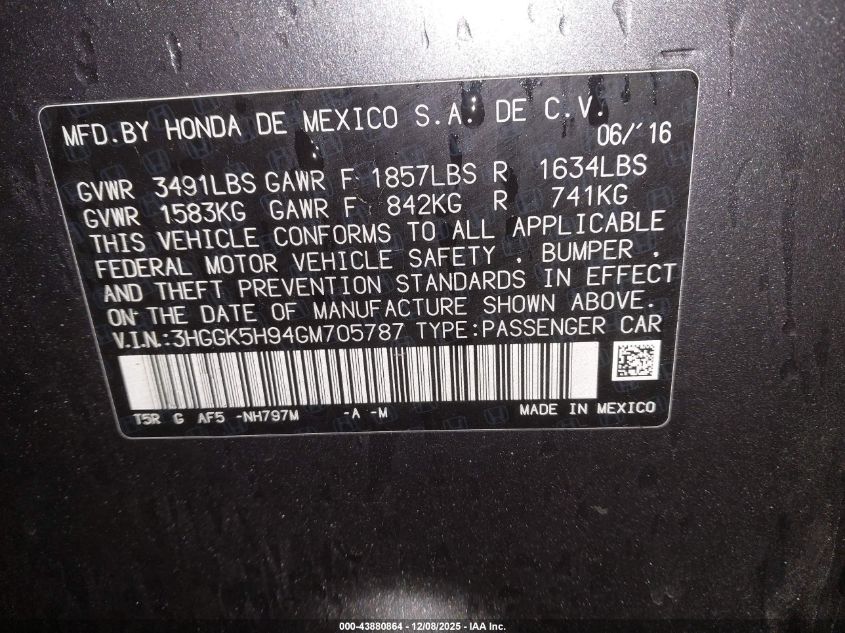 MFD.BY HONDA DE MEXICO S.A. DE C.V.
06/'16
GVWR 3491LBS GAWR F 1857LBS R 1634LBS
GVWR 1583KG GAWR F 842KG R 741KG
THIS VEHICLE CONFORMS TO ALL APPLICABLE
FEDERAL MOTOR VEHICLE SAFETY , BUMPER ,
AND THEFT PREVENTION STANDARDS IN EFFECT
ON THE DATE OF MANUFACTURE SHOWN ABOVE.
V.I.N.:3HGGK5H94GM705787 TYPE:PASSENGER CAR
T5R G AF5 -NH797M -A -M MADE IN MEXICO
000-43880864 - 12/08/2025 - IAA Inc.